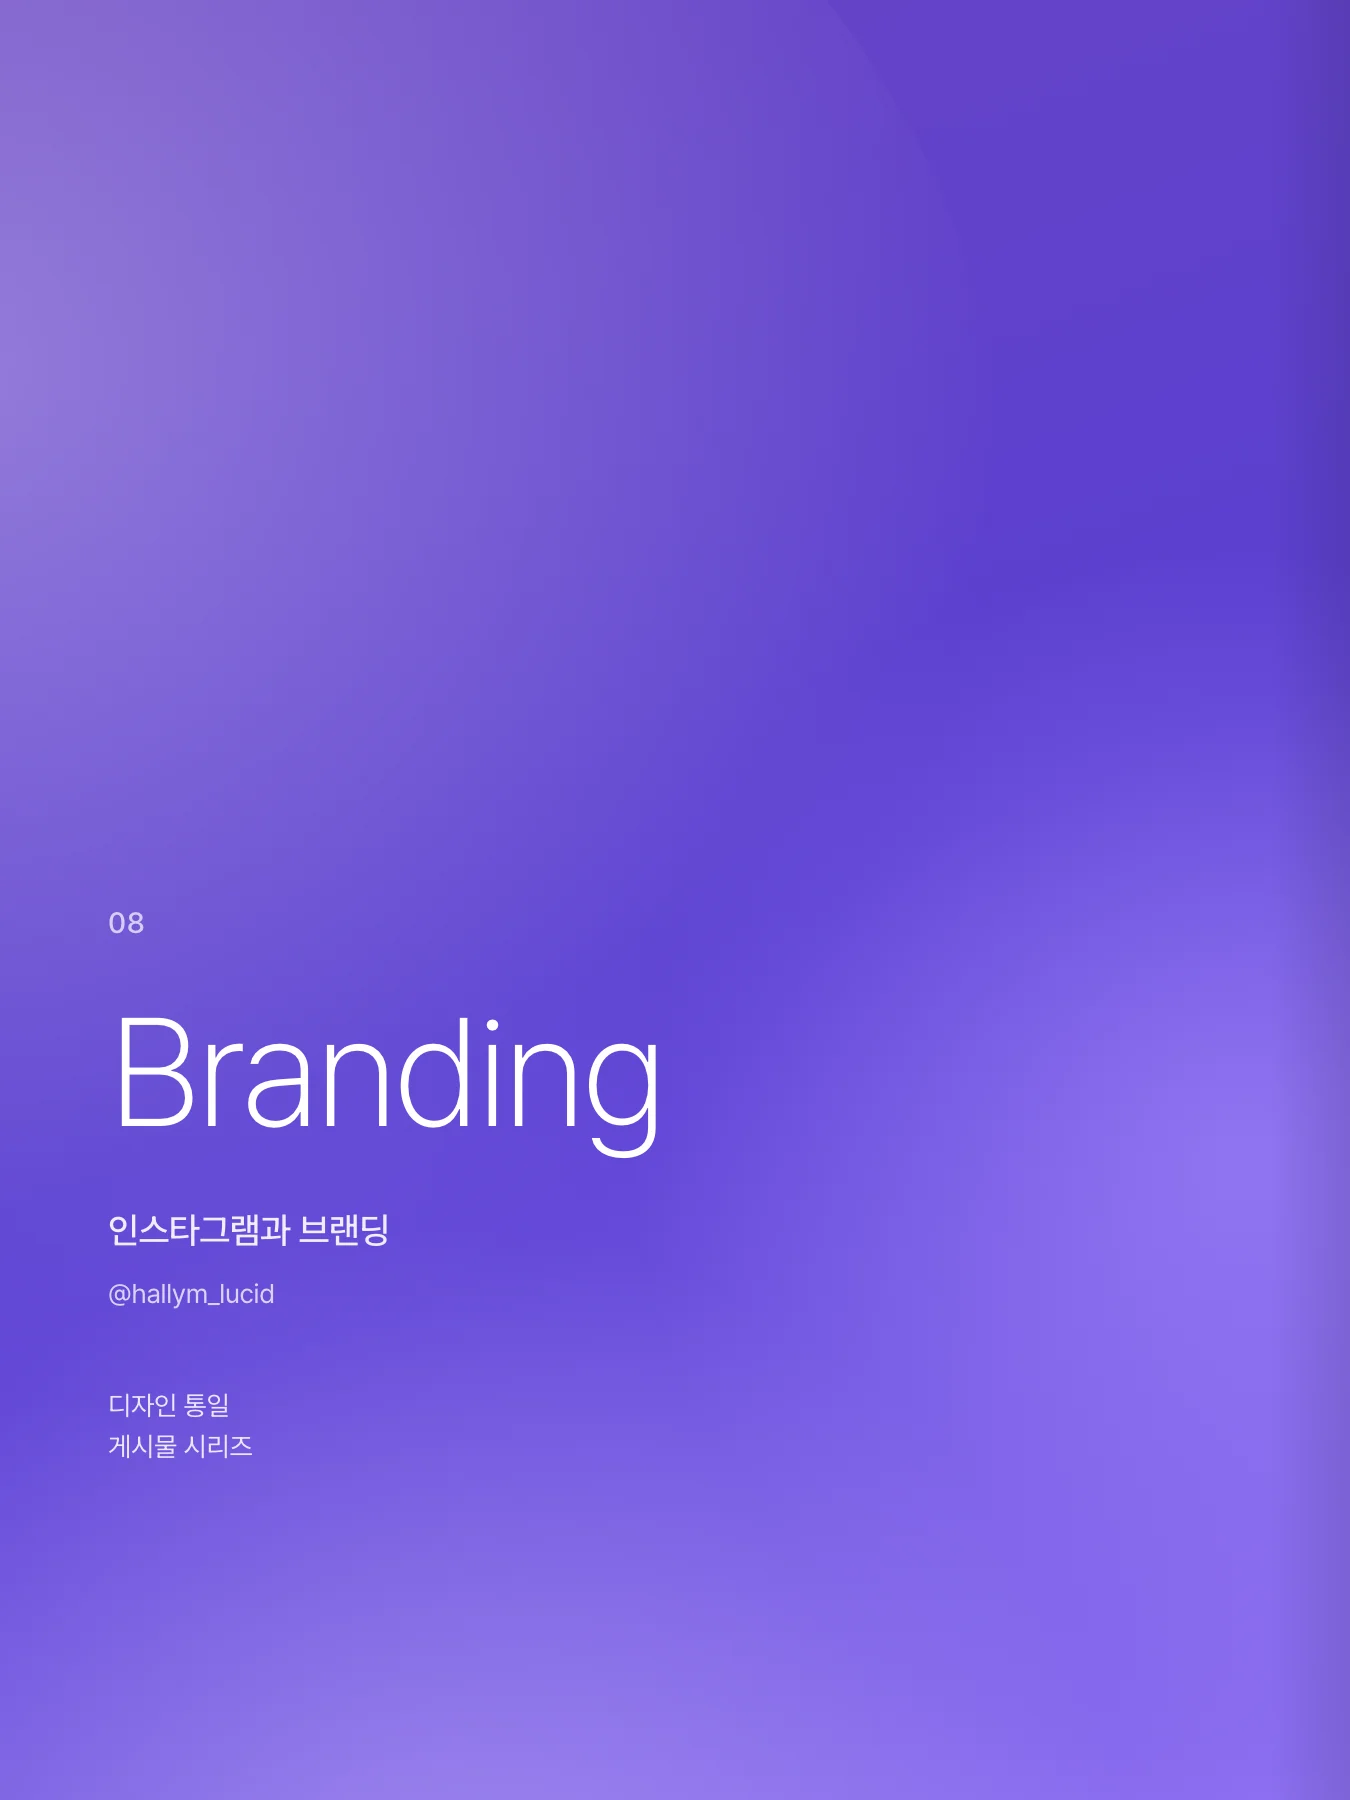 08
Branding
인스타그램과 브랜딩
@hallym_lucid
디자인 통일
게시물 시리즈